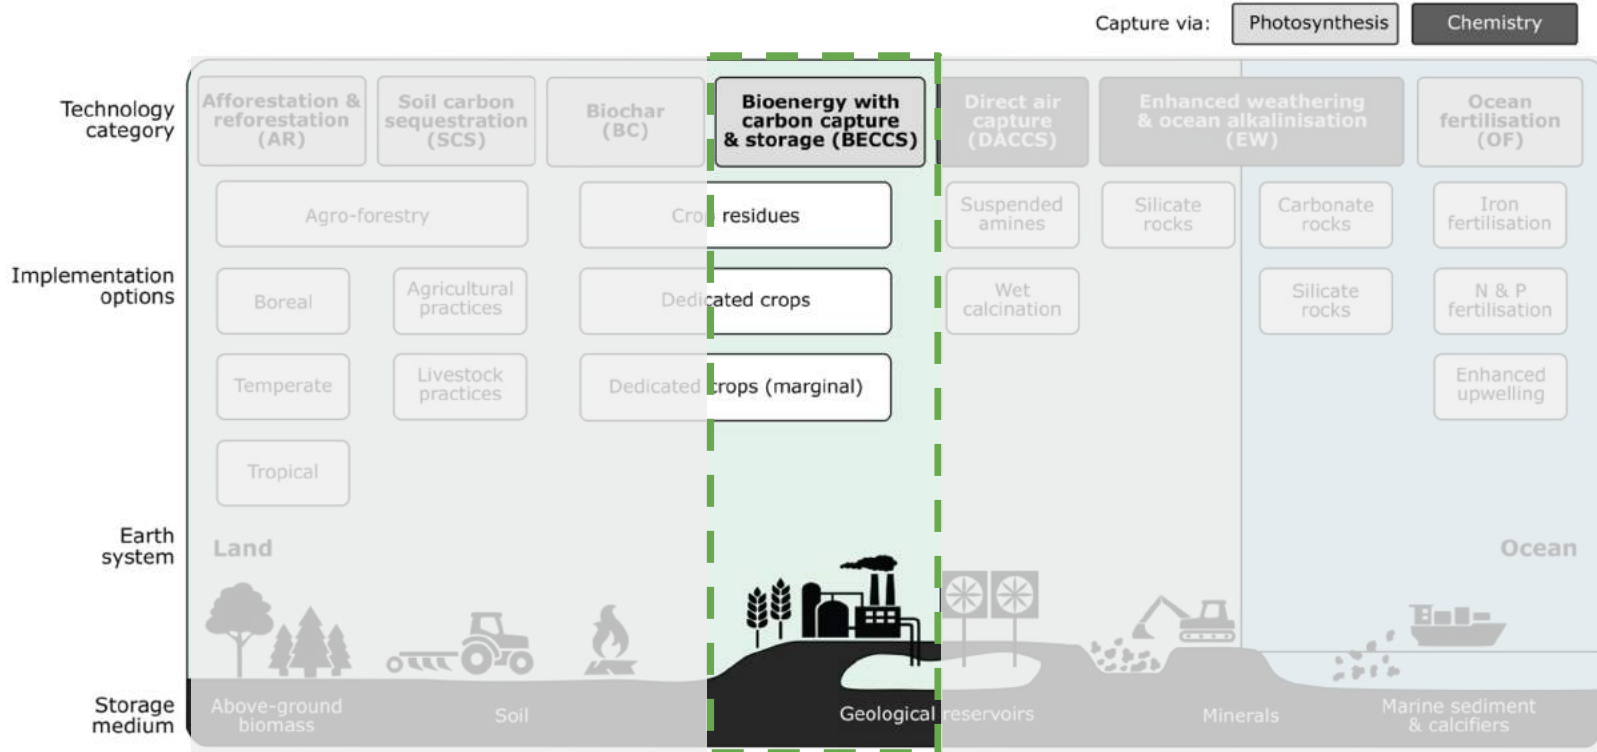 Capture via:
Photosynthesis
Chemistry
Technology
category
Afforestation &
reforestation
(AR)
Soil carbon
sequestration
(SCS)
Biochar
(BC)
Bioenergy with
carbon capture
& storage (BECCS)
Direct air
capture
(DACCS)
Enhanced weathering
& ocean alkalinisation
(EW)
Ocean
fertilisation
(OF)
Implementation
options
Agro-forestry
Crop residues
Suspended
amines
Silicate
rocks
Carbonate
rocks
Iron
fertilisation
Boreal
Agricultural
practices
Dedicated crops
Wet
calcination
Silicate
rocks
N & P
fertilisation
Temperate
Livestock
practices
Dedicated crops (marginal)
Enhanced
upwelling
Tropical
Earth
system
Land
Ocean
Storage
medium
Above-ground
biomass
Soil
Geological reservoirs
Minerals
Marine sediment
& calcifiers